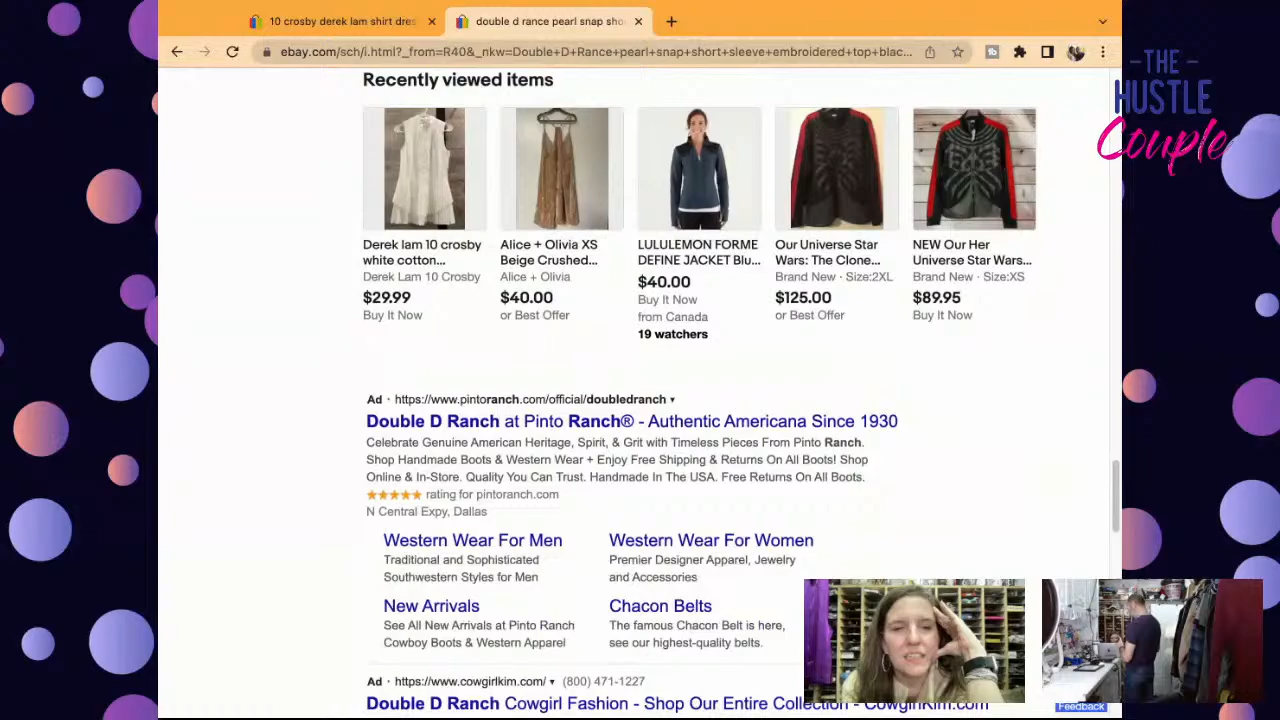 10 crosby derek lam shirt dres
double d rance pearl snap sho
-THE-
HUSTLE
Couple
ebay.com/sch/i.html?_from=R40&_nkw=Double+D+Rance+pearl+snap+short+sleeve+embroidered+top+blac...
Recently viewed items
Derek lam 10 crosby
white cotton...
Derek Lam 10 Crosby
$29.99
Buy It Now
Alice + Olivia XS
Beige Crushed...
Alice + Olivia
$40.00
or Best Offer
LULULEMON FORME
DEFINE JACKET Blu...
$40.00
Buy It Now
from Canada
19 watchers
Our Universe Star
Wars: The Clone...
Brand New · Size:2XL
$125.00
or Best Offer
NEW Our Her
Universe Star Wars...
Brand New · Size:XS
$89.95
Buy It Now
Ad · https://www.pintoranch.com/official/doubledranch
Double D Ranch at Pinto Ranch® - Authentic Americana Since 1930
Celebrate Genuine American Heritage, Spirit, & Grit with Timeless Pieces From Pinto Ranch.
Shop Handmade Boots & Western Wear + Enjoy Free Shipping & Returns On All Boots! Shop
Online & In-Store. Quality You Can Trust. Handmade In The USA. Free Returns On All Boots.
rating for pintoranch.com
N Central Expy, Dallas
Western Wear For Men
Traditional and Sophisticated
Southwestern Styles for Men
Western Wear For Women
Premier Designer Apparel, Jewelry
and Accessories
New Arrivals
See All New Arrivals at Pinto Ranch
Cowboy Boots & Western Apparel
Chacon Belts
The famous Chacon Belt is here,
see our highest-quality belts.
Ad · https://www.cowgirlkim.com/ (800) 471-1227
Double D Ranch Cowgirl Fashion - Shop Our Entire Collection - CowgirlKim.com
Feedback